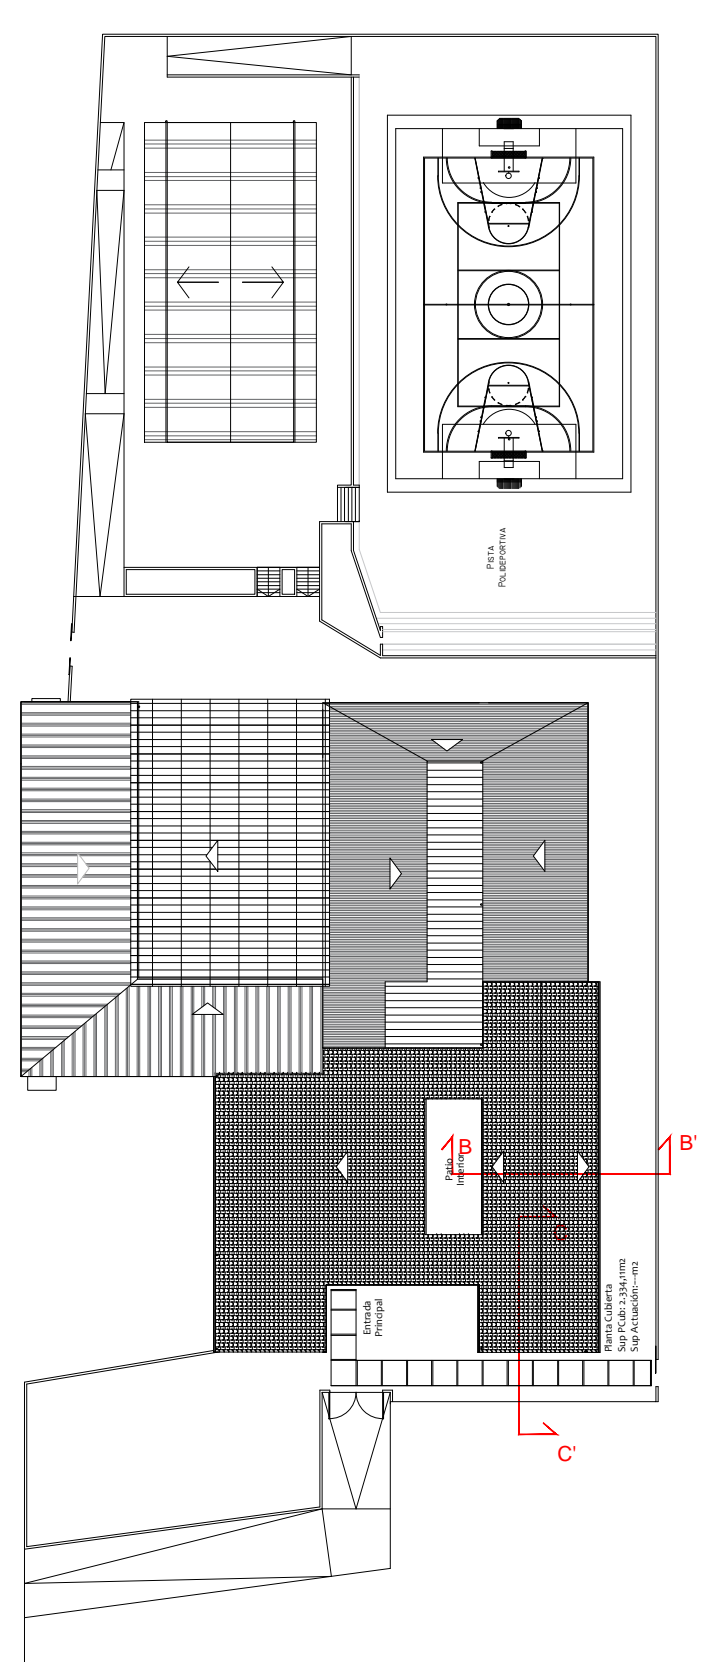 PISTA
POLIDEPORTIVA
B
B'
Patio
Interior
C
Planta Cubierta
Sup PCub: 2.334,11m2
Sup Actuación:---m2
Entrada
Principal
C'